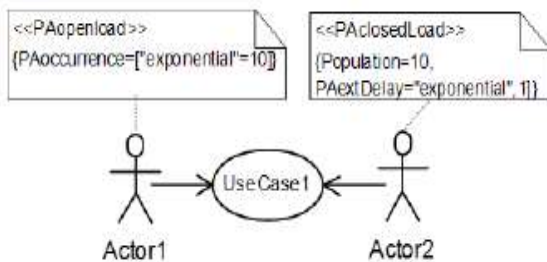 <<PAopenload>>
{PAoccurrence=["exponential"=10]}
<<PAclosedLoad>>
{Population=10,
PAextDelay="exponential",1]}
UseCase1
Actor1
Actor2